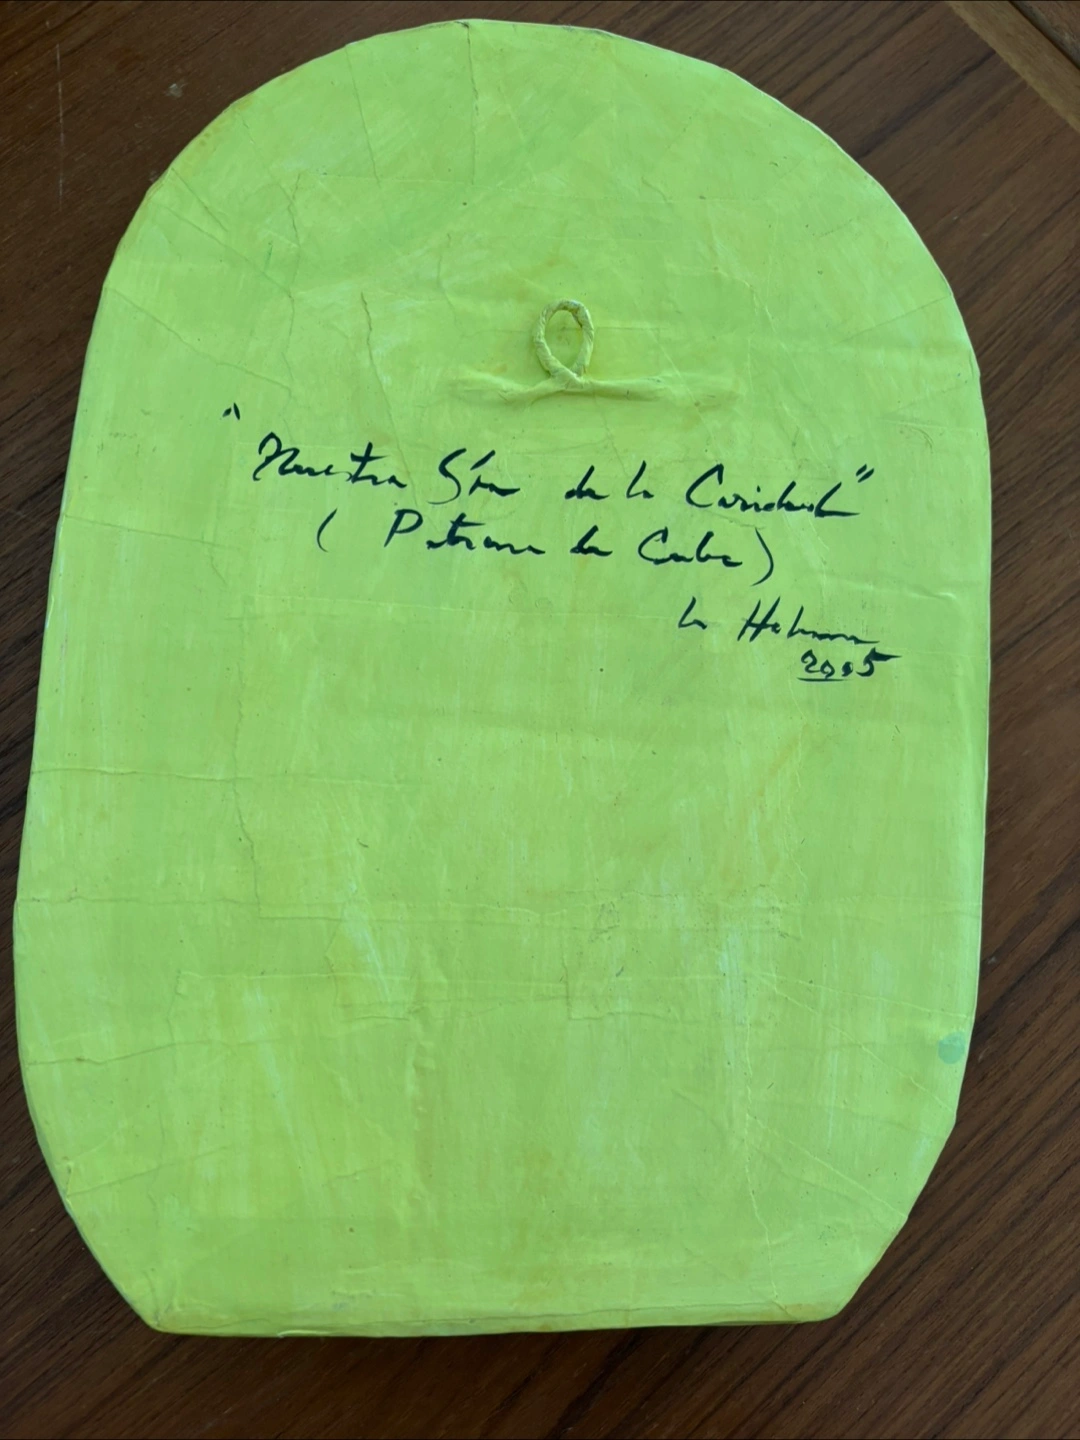 "Nuestra Sra de la Caridad"
(Patrona de Cuba)
La Habana
2005